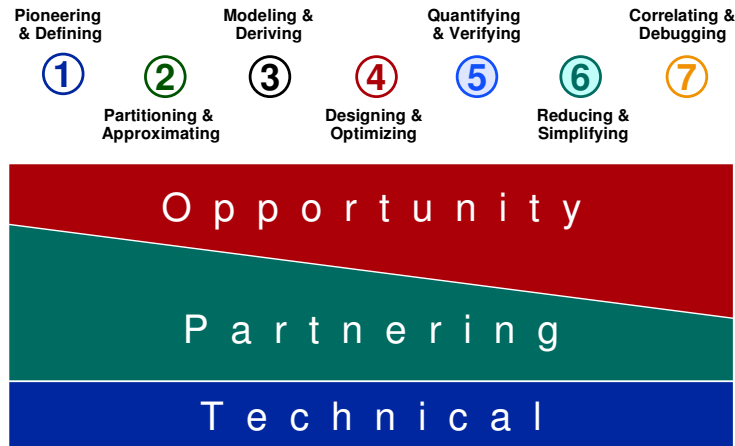 Pioneering
& Defining
1
2
Partitioning &
Approximating
Modeling &
Deriving
3
4
Designing &
Optimizing
Quantifying
& Verifying
5
6
Reducing &
Simplifying
Correlating &
Debugging
7
Opportunity
Partnering
Technical